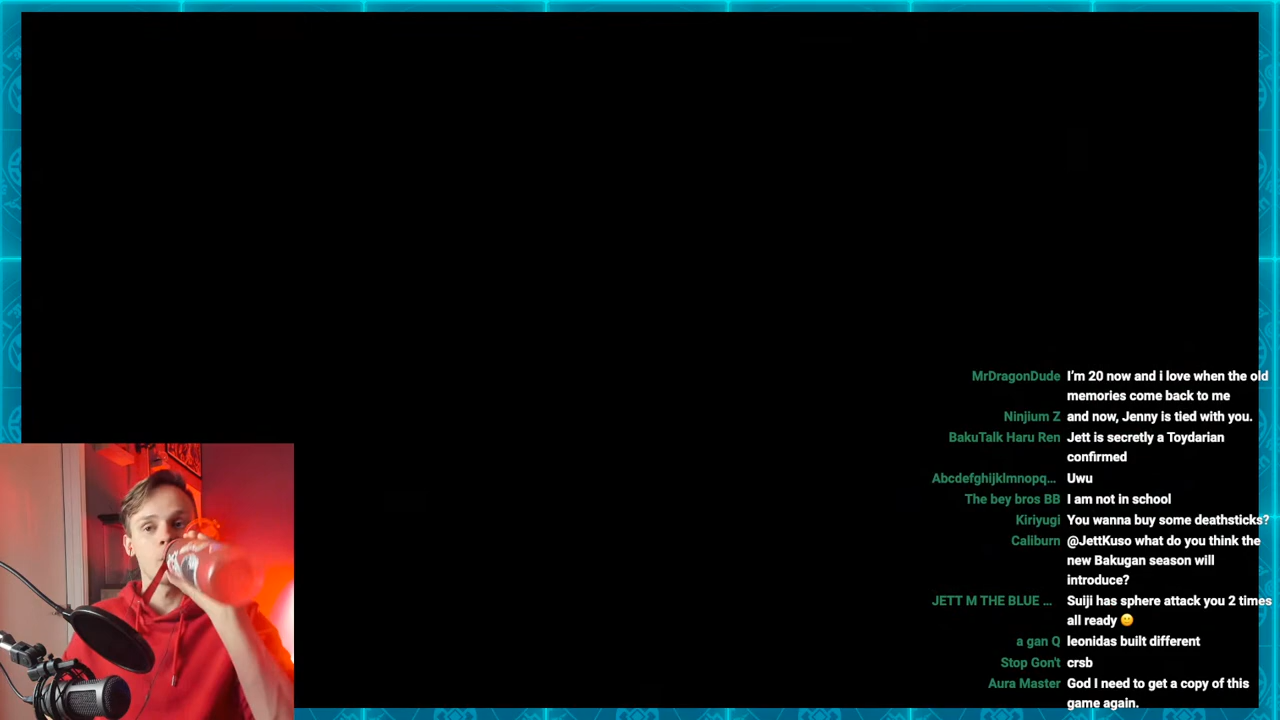 MrDragonDude I'm 20 now and i love when the old
memories come back to me
Ninjium Z and now, Jenny is tied with you.
BakuTalk Haru Ren Jett is secretly a Toydarian
confirmed
Abcdefghijklmnopq... Uwu
The bey bros BB I am not in school
Kiriyugi You wanna buy some deathsticks?
Caliburn @JettKuso what do you think the
new Bakugan season will
introduce?
JETT M THE BLUE ... Suiji has sphere attack you 2 times
all ready 😕
a gan Q leonidas built different
Stop Gon't crsb
Aura Master God I need to get a copy of this
game again.